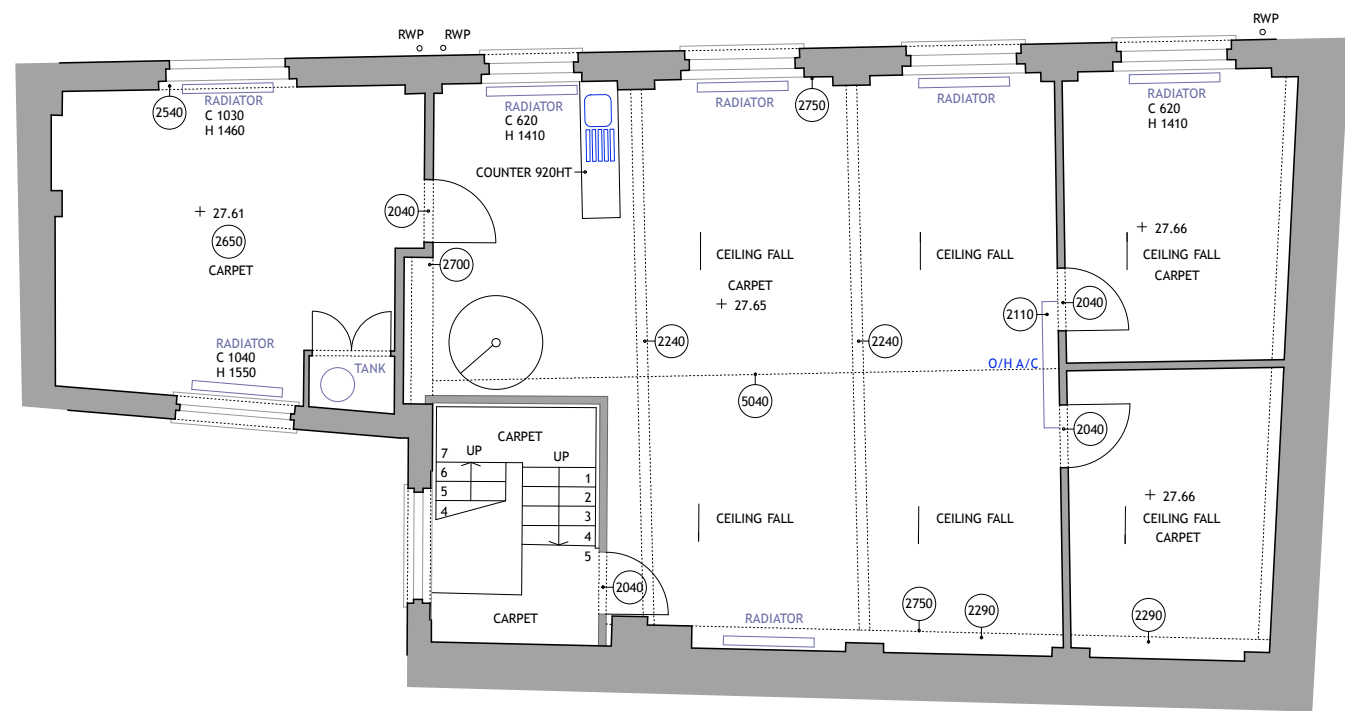 RWP
RWP
RWP
RADIATOR
C 1030
H 1460
2540
RADIATOR
C 620
H 1410
2750
RADIATOR
RADIATOR
RADIATOR
C 620
H 1410
COUNTER 920HT
2040
27.61
2650
CARPET
2700
CEILING FALL
CARPET
27.65
CEILING FALL
27.66
CEILING FALL
CARPET
2040
2110
2240
2240
O/H A/C
RADIATOR
C 1040
H 1550
TANK
5040
2040
CARPET
UP
UP
7
6
5
4
1
2
3
4
5
CEILING FALL
CEILING FALL
27.66
CEILING FALL
CARPET
2040
CARPET
RADIATOR
2750
2290
2290